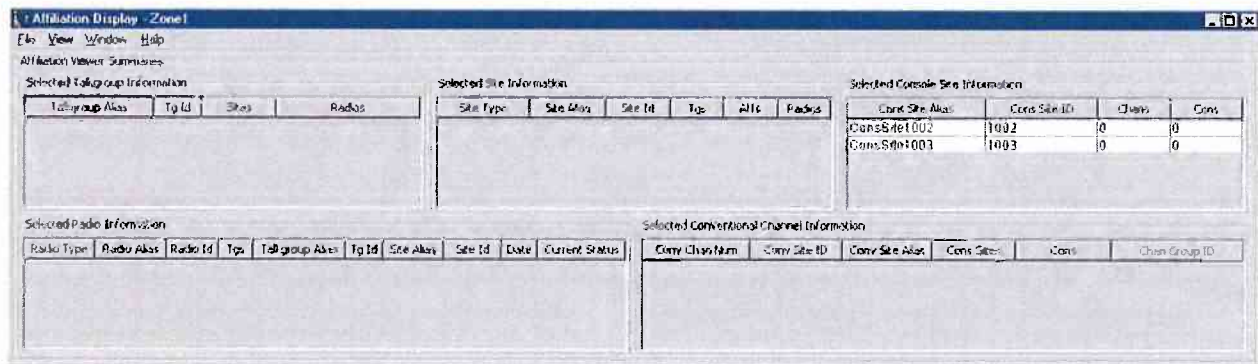 Affiliation Display - Zone1
File View Window Help
Affiliation Viewer Summaries
Selected Talkgroup Information
Talkgroup Alias Tg Id Sites Radios
Selected Site Information
Site Type Site Alias Site Id Tgs Affs Radios
Selected Console Site Information
Cons Site Alias Cons Site ID Chans Cons
ConsSite1002 1002 0 0
ConsSite1003 1003 0 0
Selected Radio Information
Radio Type Radio Alias Radio Id Tgs Talkgroup Alias Tg Id Site Alias Site Id Date Current Status
Selected Conventional Channel Information
Conv Chan Num Conv Site ID Conv Site Alias Cons Sites Cons Chan Group ID